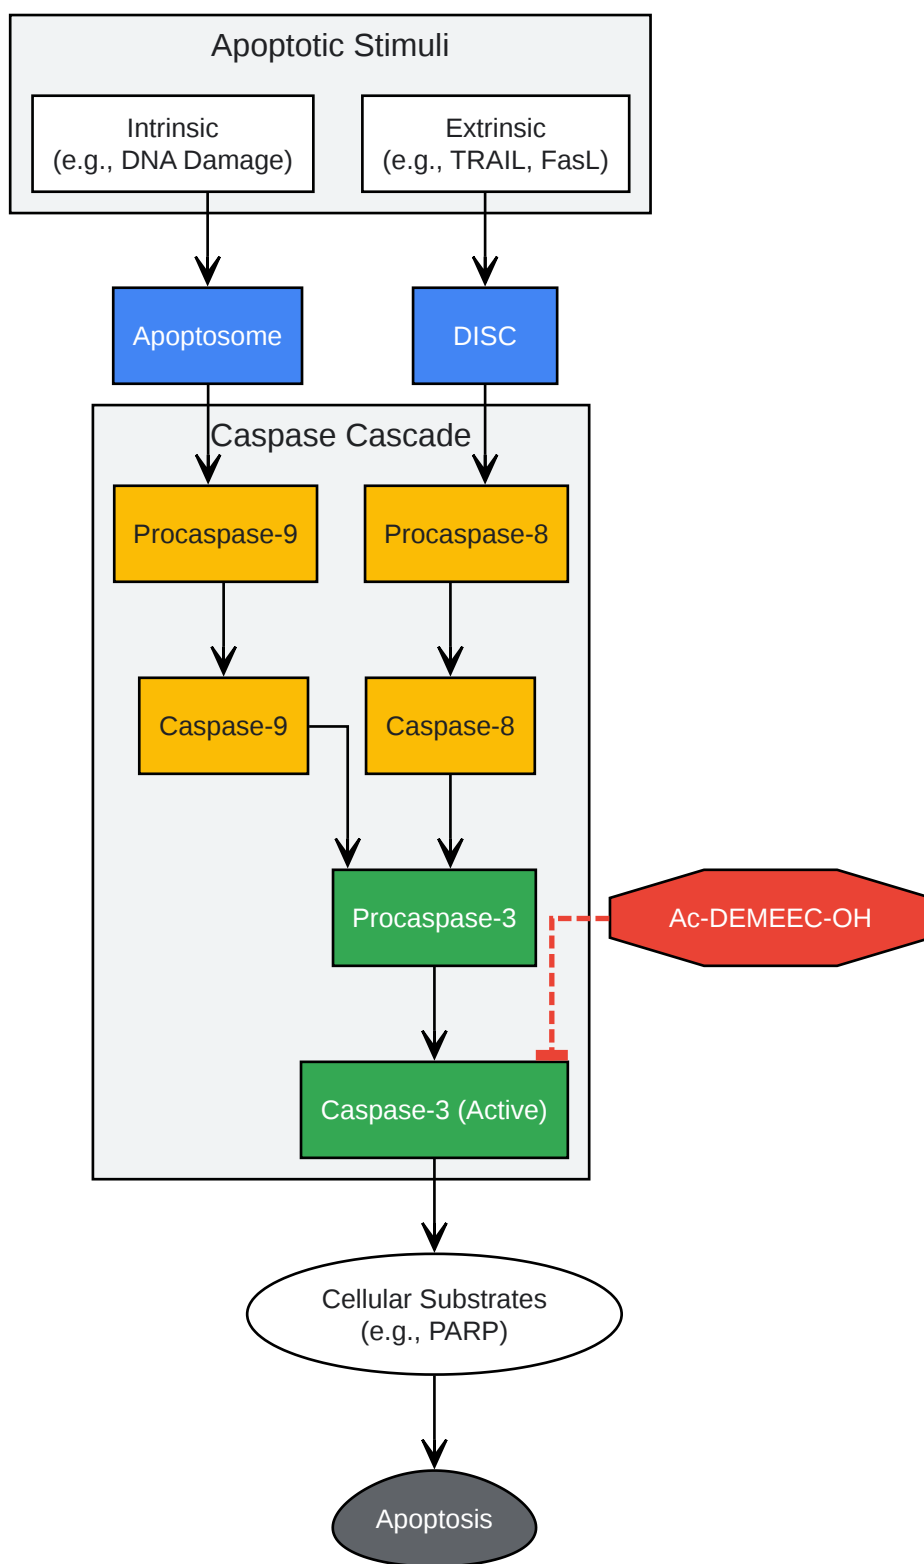 Apoptotic Stimuli
Intrinsic
(e.g., DNA Damage)
Extrinsic
(e.g., TRAIL, FasL)
Apoptosome
DISC
Caspase Cascade
Procaspase-9
Procaspase-8
Caspase-9
Caspase-8
Procaspase-3
Ac-DEMEEC-OH
Caspase-3 (Active)
Cellular Substrates
(e.g., PARP)
Apoptosis